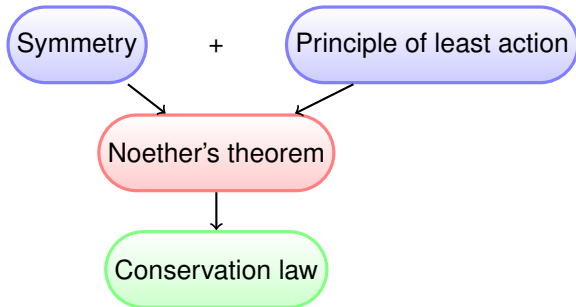 Symmetry + Principle of least action
Noether’s theorem
Conservation law